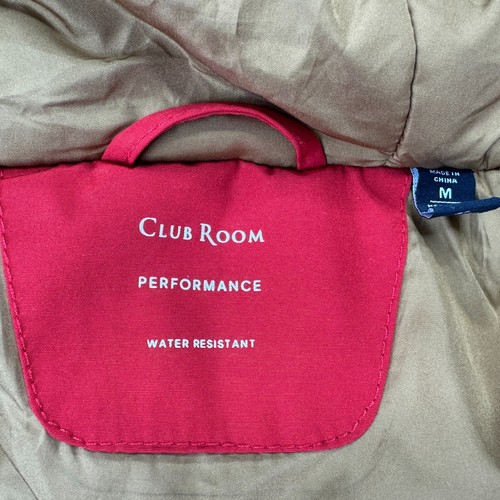 CLUB ROOM
PERFORMANCE
WATER RESISTANT
MADE IN
CHINA
M